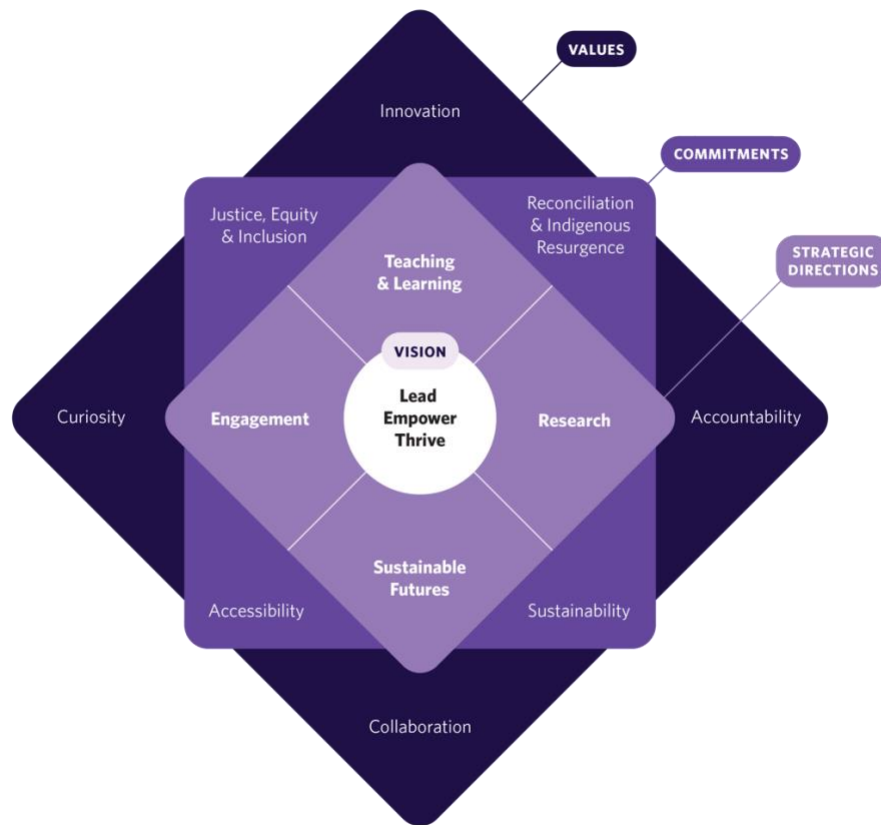 VALUES
Innovation
COMMITMENTS
Justice, Equity
& Inclusion
Reconciliation
& Indigenous
Resurgence
STRATEGIC
DIRECTIONS
Teaching
& Learning
VISION
Lead
Empower
Thrive
Curiosity
Engagement
Research
Accountability
Sustainable
Futures
Accessibility
Sustainability
Collaboration